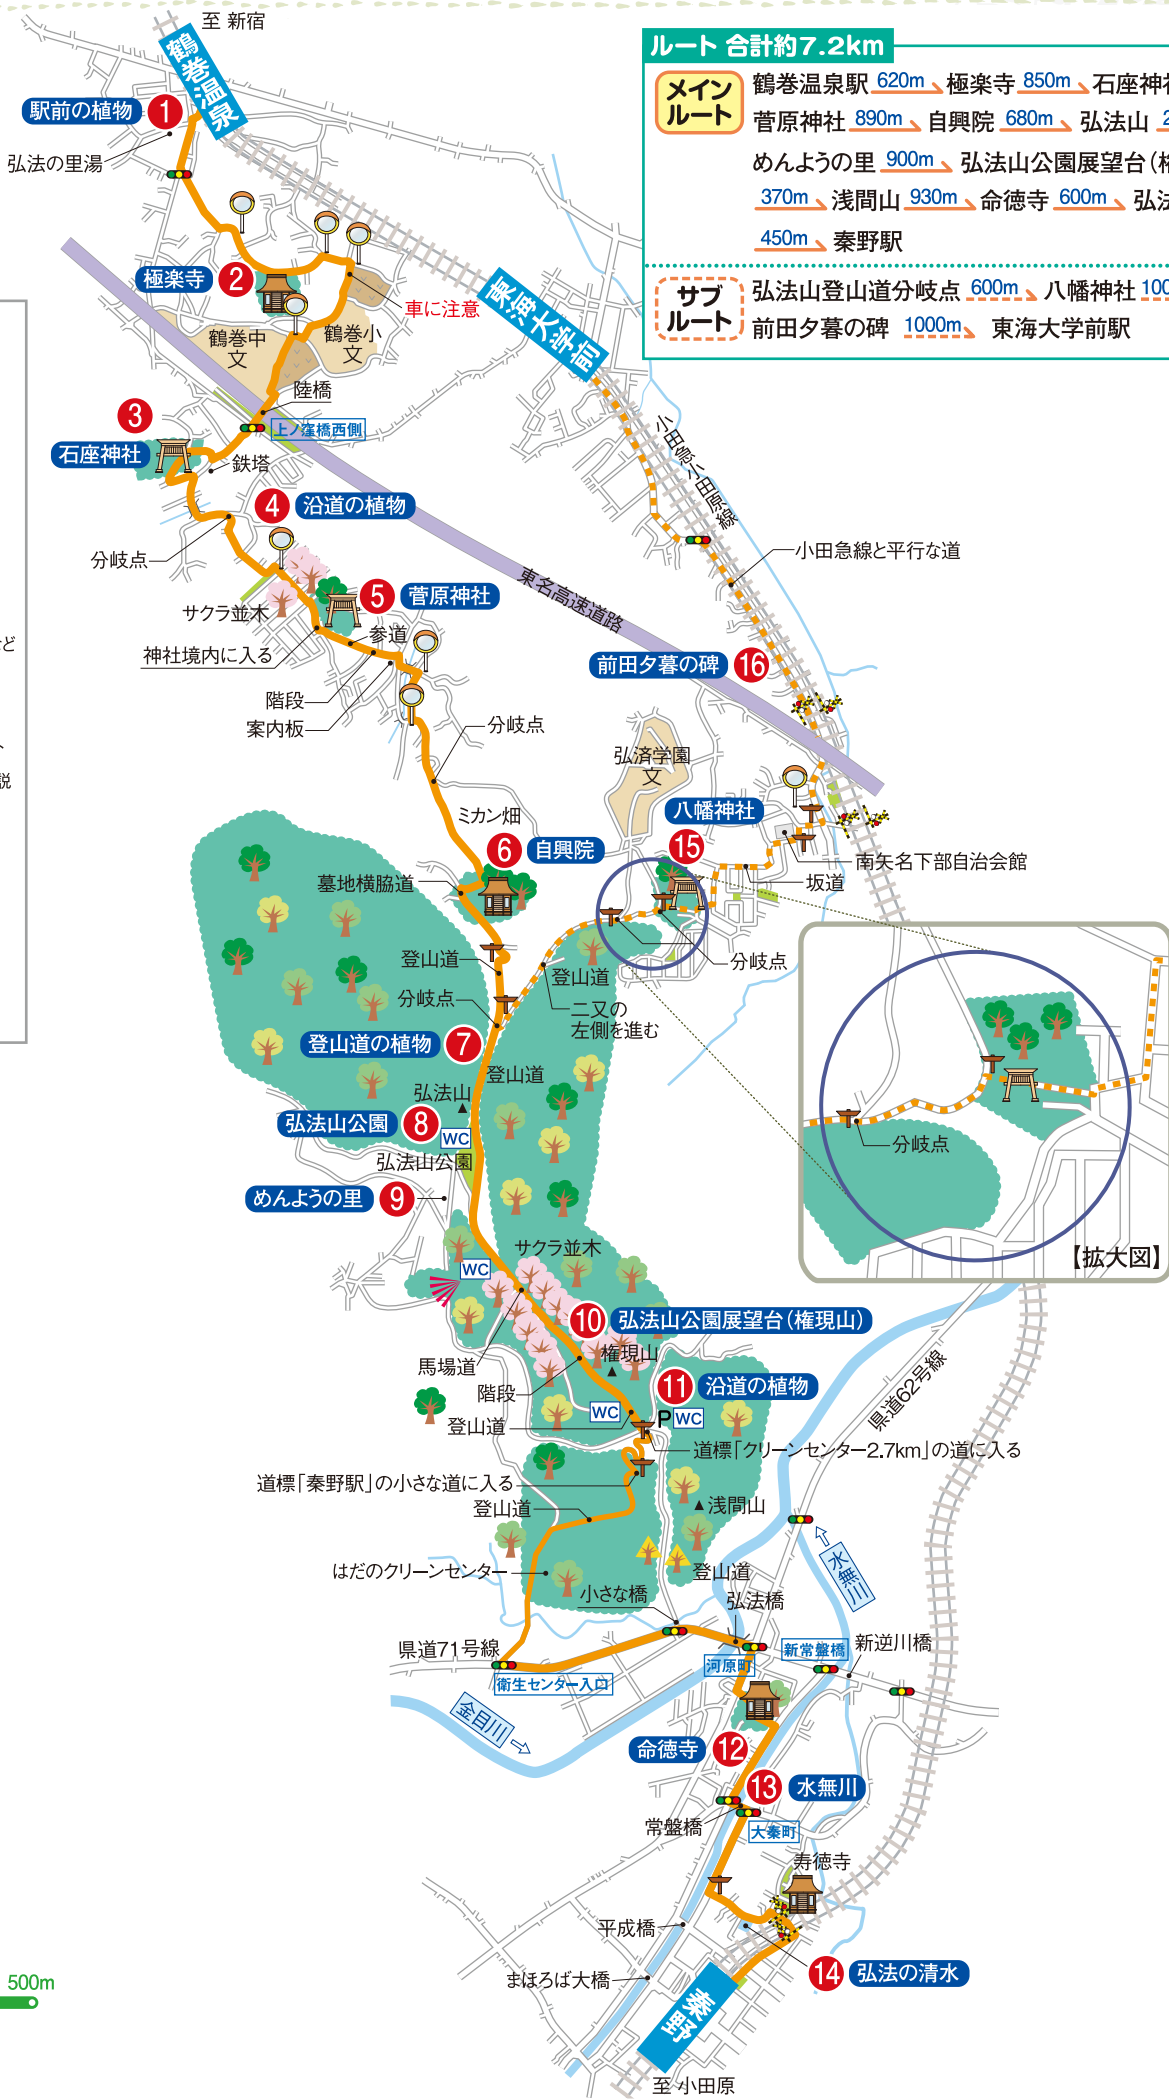 至 新宿
鶴巻温泉
駅前の植物 1
弘法の里湯
ルート 合計約7.2km
メインルート
鶴巻温泉駅 620m 極楽寺 850m 石座神
菅原神社 890m 自興院 680m 弘法山 2
めんようの里 900m 弘法山公園展望台(
370m 浅間山 930m 命徳寺 600m 弘
450m 秦野駅
サブルート
弘法山登山道分岐点 600m 八幡神社 100
前田夕暮の碑 1000m 東海大学前駅
極楽寺 2
車に注意
東海大学前
鶴巻中
文
鶴巻小
文
陸橋
3
上ノ窪橋西側
石座神社
鉄塔
小田急小田原線
4 沿道の植物
分岐点
小田急線と平行な道
東名高速道路
5 菅原神社
サクラ並木
参道
神社境内に入る
ど
前田夕暮の碑 16
階段
案内板
分岐点
説
弘済学園
文
ミカン畑
八幡神社
15
6 自興院
南矢名下部自治会館
坂道
墓地横脇道
登山道
分岐点
登山道
分岐点
二又の
左側を進む
登山道の植物 7
登山道
弘法山
弘法山公園 8
WC
弘法山公園
分岐点
めんようの里 9
【拡大図】
サクラ並木
WC
10 弘法山公園展望台(権現山)
馬場道
権現山
階段
11 沿道の植物
県道62号線
WC
P WC
登山道
道標「クリーンセンター2.7km」の道に入る
道標「秦野駅」の小さな道に入る
登山道
浅間山
水無川
はだのクリーンセンター
登山道
小さな橋
弘法橋
県道71号線
河原町
新常盤橋
新逆川橋
衛生センター入口
金目川
命徳寺 12
13 水無川
常盤橋
大秦町
寿徳寺
平成橋
14 弘法の清水
まほろば大橋
500m
秦野
至 小田原